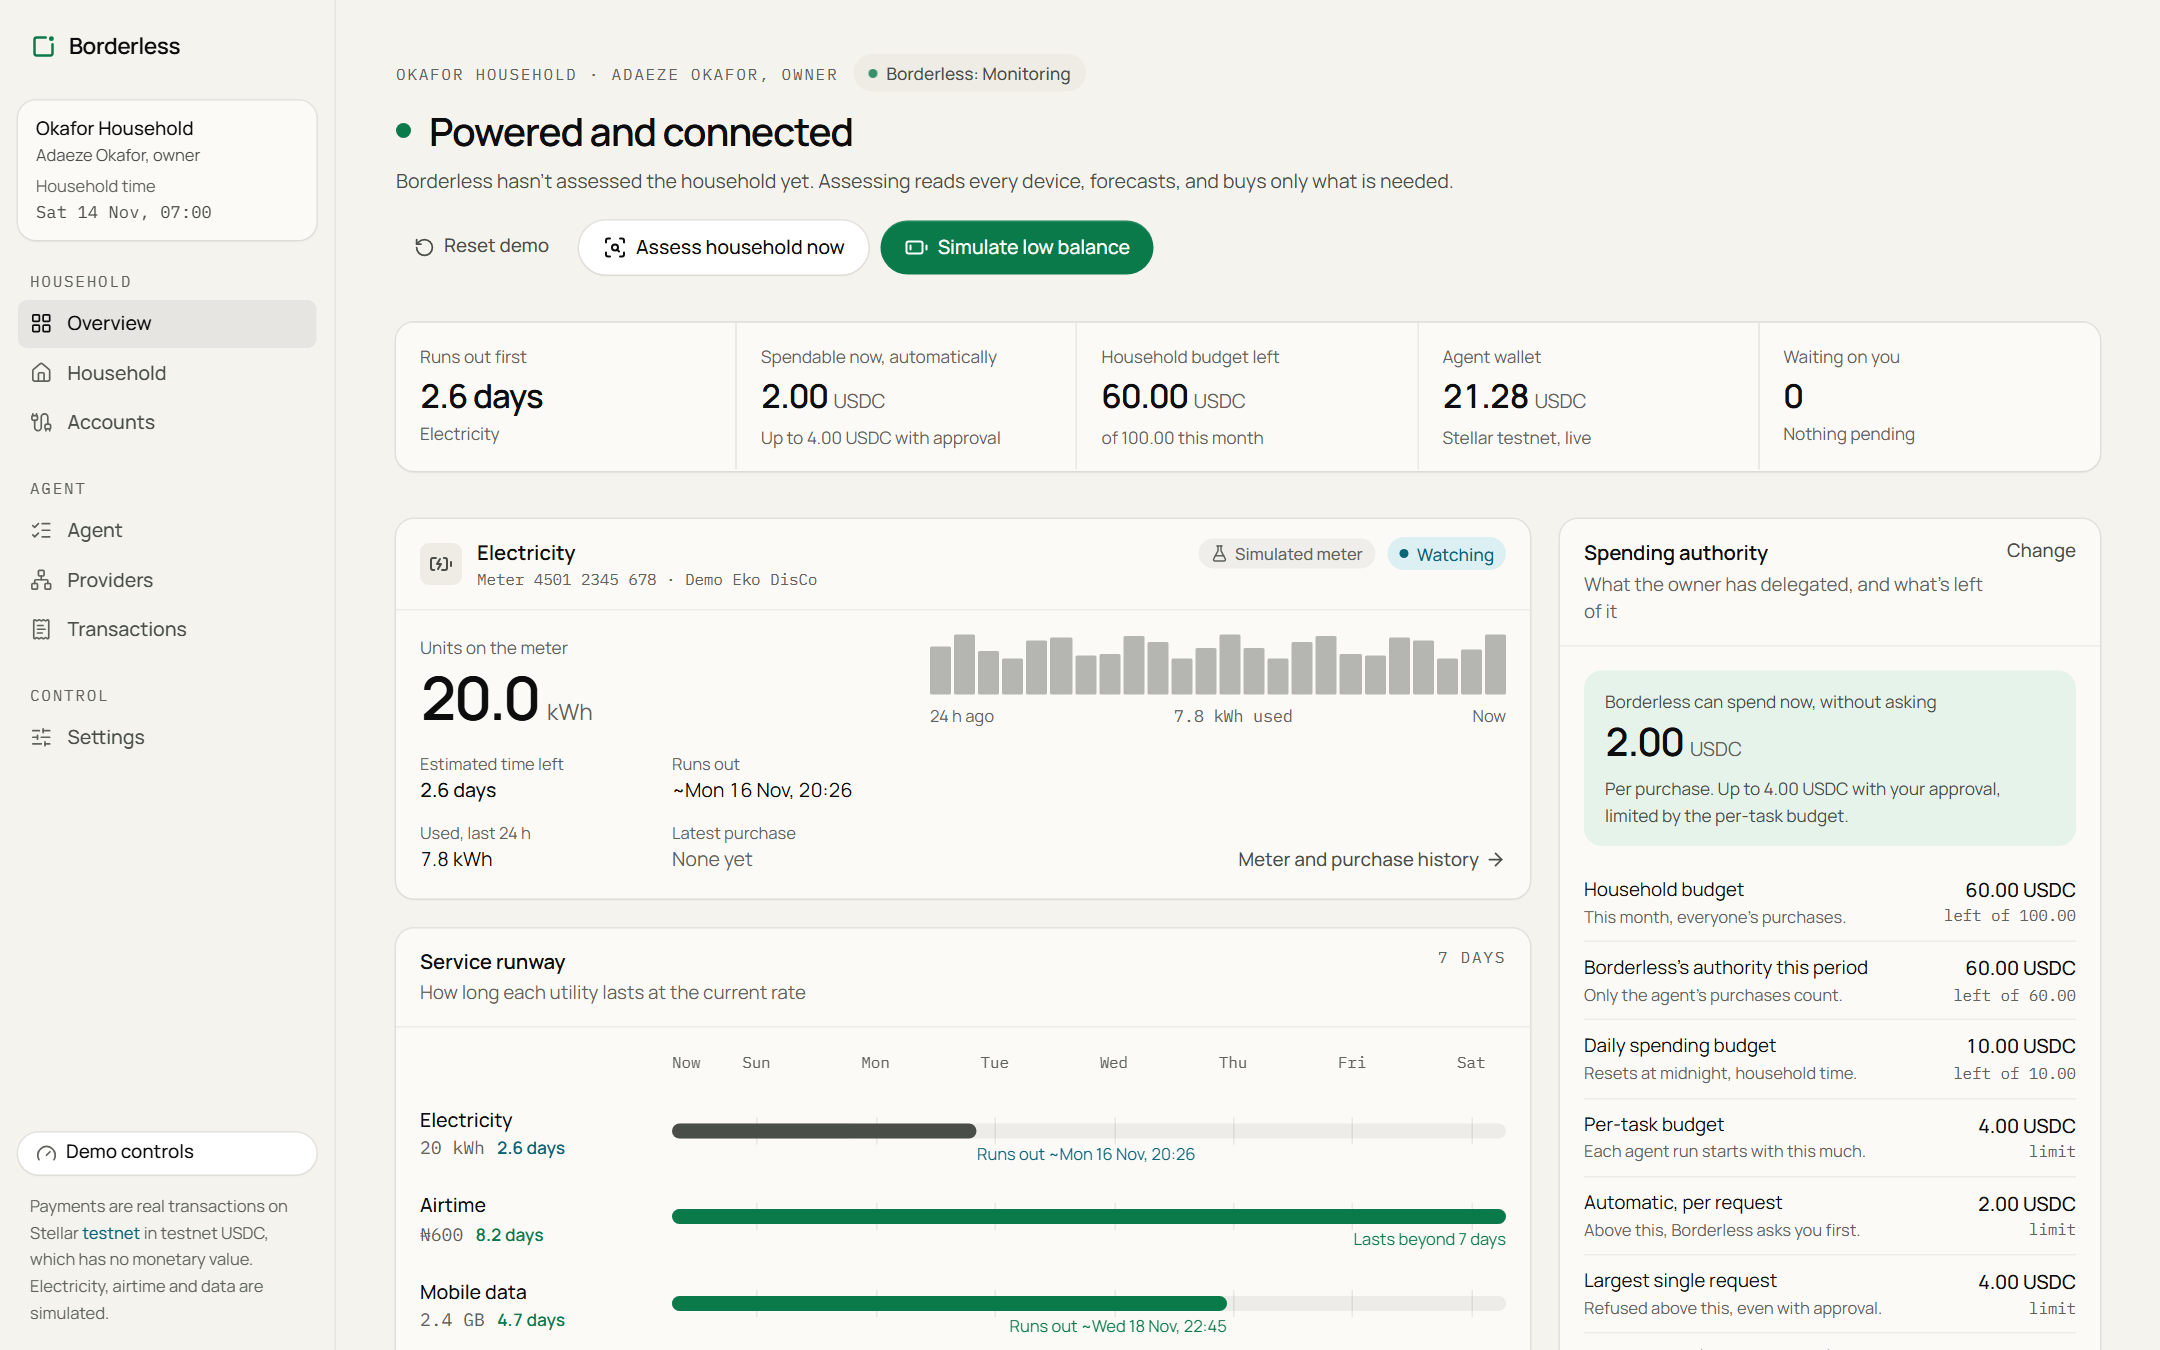 Borderless
Okafor Household
Adaeze Okafor, owner
Household time
Sat 14 Nov, 07:00
HOUSEHOLD
Overview
Household
Accounts
AGENT
Agent
Providers
Transactions
CONTROL
Settings
Demo controls
Payments are real transactions on
Stellar testnet in testnet USDC,
which has no monetary value.
Electricity, airtime and data are
simulated.
OKAFOR HOUSEHOLD · ADAEZE OKAFOR, OWNER
Borderless: Monitoring
Powered and connected
Borderless hasn't assessed the household yet. Assessing reads every device, forecasts, and buys only what is needed.
Reset demo
Assess household now
Simulate low balance
Runs out first
2.6 days
Electricity
Spendable now, automatically
2.00 USDC
Up to 4.00 USDC with approval
Household budget left
60.00 USDC
of 100.00 this month
Agent wallet
21.28 USDC
Stellar testnet, live
Waiting on you
0
Nothing pending
Electricity
Meter 4501 2345 678 · Demo Eko DisCo
Simulated meter
Watching
Units on the meter
20.0 kWh
24 h ago
7.8 kWh used
Now
Estimated time left
2.6 days
Runs out
~Mon 16 Nov, 20:26
Used, last 24 h
7.8 kWh
Latest purchase
None yet
Meter and purchase history →
Service runway
How long each utility lasts at the current rate
7 DAYS
Now Sun Mon Tue Wed Thu Fri Sat
Electricity
20 kWh 2.6 days
Runs out ~Mon 16 Nov, 20:26
Airtime
₦600 8.2 days
Lasts beyond 7 days
Mobile data
2.4 GB 4.7 days
Runs out ~Wed 18 Nov, 22:45
Spending authority
Change
What the owner has delegated, and what's left
of it
Borderless can spend now, without asking
2.00 USDC
Per purchase. Up to 4.00 USDC with your approval,
limited by the per-task budget.
Household budget
60.00 USDC
This month, everyone's purchases.
left of 100.00
Borderless's authority this period
60.00 USDC
Only the agent's purchases count.
left of 60.00
Daily spending budget
10.00 USDC
Resets at midnight, household time.
left of 10.00
Per-task budget
4.00 USDC
Each agent run starts with this much.
limit
Automatic, per request
2.00 USDC
Above this, Borderless asks you first.
limit
Largest single request
4.00 USDC
Refused above this, even with approval.
limit